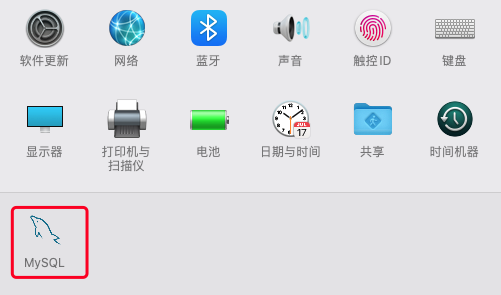 软件更新
网络
蓝牙
声音
触控ID
键盘
显示器
打印机与
扫描仪
电池
JUL
17
日期与时间
共享
时间机器
MySQL